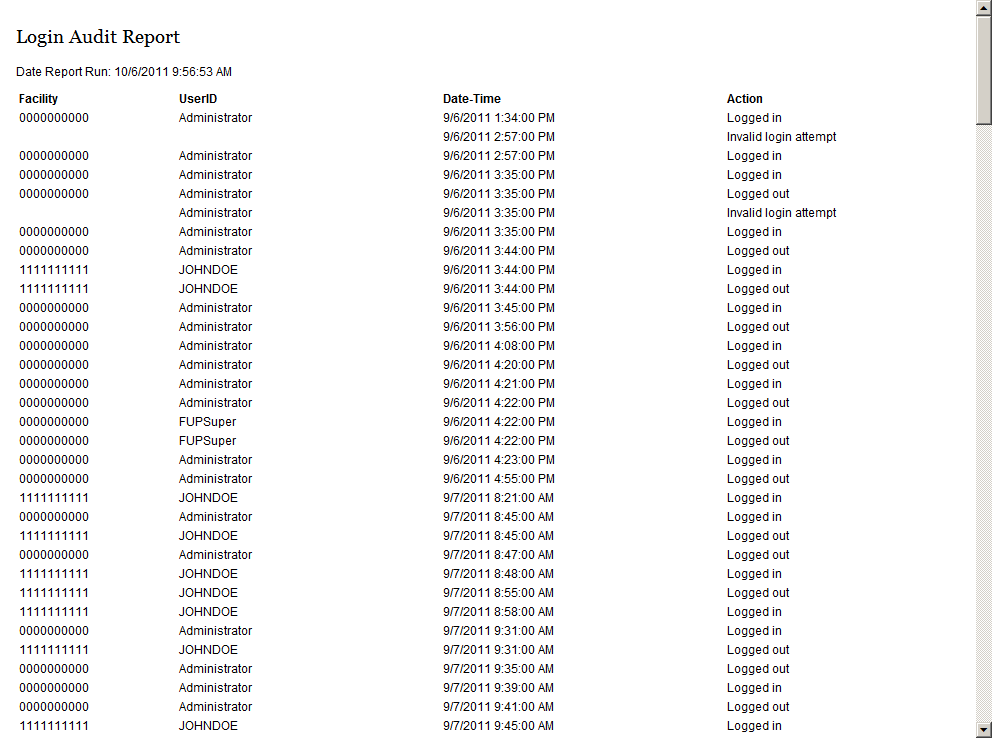 Login Audit Report
Date Report Run: 10/6/2011 9:56:53 AM
Facility UserID Date-Time Action
0000000000 Administrator 9/6/2011 1:34:00 PM Logged in
9/6/2011 2:57:00 PM Invalid login attempt
0000000000 Administrator 9/6/2011 2:57:00 PM Logged in
0000000000 Administrator 9/6/2011 3:35:00 PM Logged in
0000000000 Administrator 9/6/2011 3:35:00 PM Logged out
Administrator 9/6/2011 3:35:00 PM Invalid login attempt
0000000000 Administrator 9/6/2011 3:35:00 PM Logged in
0000000000 Administrator 9/6/2011 3:44:00 PM Logged out
1111111111 JOHNDOE 9/6/2011 3:44:00 PM Logged in
1111111111 JOHNDOE 9/6/2011 3:44:00 PM Logged out
0000000000 Administrator 9/6/2011 3:45:00 PM Logged in
0000000000 Administrator 9/6/2011 3:56:00 PM Logged out
0000000000 Administrator 9/6/2011 4:08:00 PM Logged in
0000000000 Administrator 9/6/2011 4:20:00 PM Logged out
0000000000 Administrator 9/6/2011 4:21:00 PM Logged in
0000000000 Administrator 9/6/2011 4:22:00 PM Logged out
0000000000 FUPSuper 9/6/2011 4:22:00 PM Logged in
0000000000 FUPSuper 9/6/2011 4:22:00 PM Logged out
0000000000 Administrator 9/6/2011 4:23:00 PM Logged in
0000000000 Administrator 9/6/2011 4:55:00 PM Logged out
1111111111 JOHNDOE 9/7/2011 8:21:00 AM Logged in
0000000000 Administrator 9/7/2011 8:45:00 AM Logged in
1111111111 JOHNDOE 9/7/2011 8:45:00 AM Logged out
0000000000 Administrator 9/7/2011 8:47:00 AM Logged out
1111111111 JOHNDOE 9/7/2011 8:48:00 AM Logged in
1111111111 JOHNDOE 9/7/2011 8:55:00 AM Logged out
1111111111 JOHNDOE 9/7/2011 8:58:00 AM Logged in
0000000000 Administrator 9/7/2011 9:31:00 AM Logged in
1111111111 JOHNDOE 9/7/2011 9:31:00 AM Logged out
0000000000 Administrator 9/7/2011 9:35:00 AM Logged out
0000000000 Administrator 9/7/2011 9:39:00 AM Logged in
0000000000 Administrator 9/7/2011 9:41:00 AM Logged out
1111111111 JOHNDOE 9/7/2011 9:45:00 AM Logged in